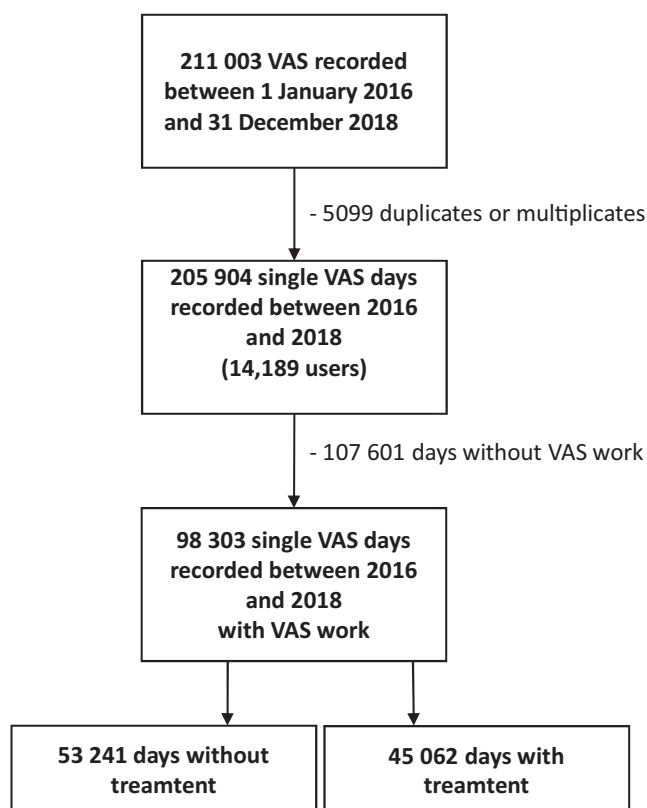 211 003 VAS recorded
between 1 January 2016
and 31 December 2018
- 5099 duplicates or multiplicates
205 904 single VAS days
recorded between 2016
and 2018
(14,189 users)
- 107 601 days without VAS work
98 303 single VAS days
recorded between 2016
and 2018
with VAS work
53 241 days without
treamtent
45 062 days with
treamtent